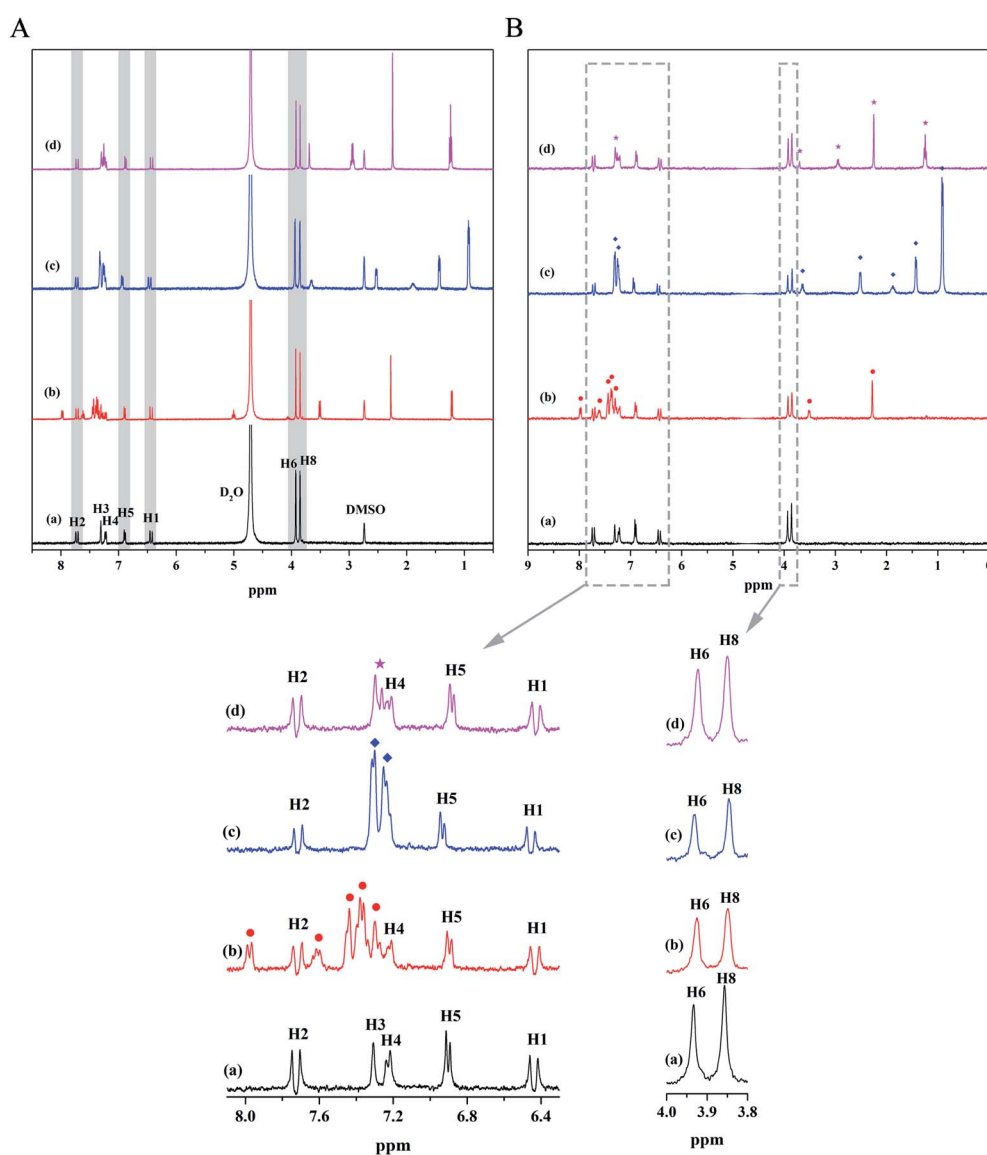 A
B
(d)
(c)
(b)
(a)
H2
H3
H4
H5
H1
D2O
H6
H8
DMSO
8 7 6 5 4 3 2 1
ppm
(d)
(c)
(b)
(a)
9 8 7 6 5 4 3 2 1 0
ppm
(d)
H2
H4
H5
H1
(c)
H2
H5
H1
(b)
H2
H4
H5
H1
(a)
H2
H3
H4
H5
H1
8.0 7.6 7.2 6.8 6.4
ppm
(d)
H6
H8
(c)
H6
H8
(b)
H6
H8
(a)
H6
H8
4.0 3.9 3.8
ppm